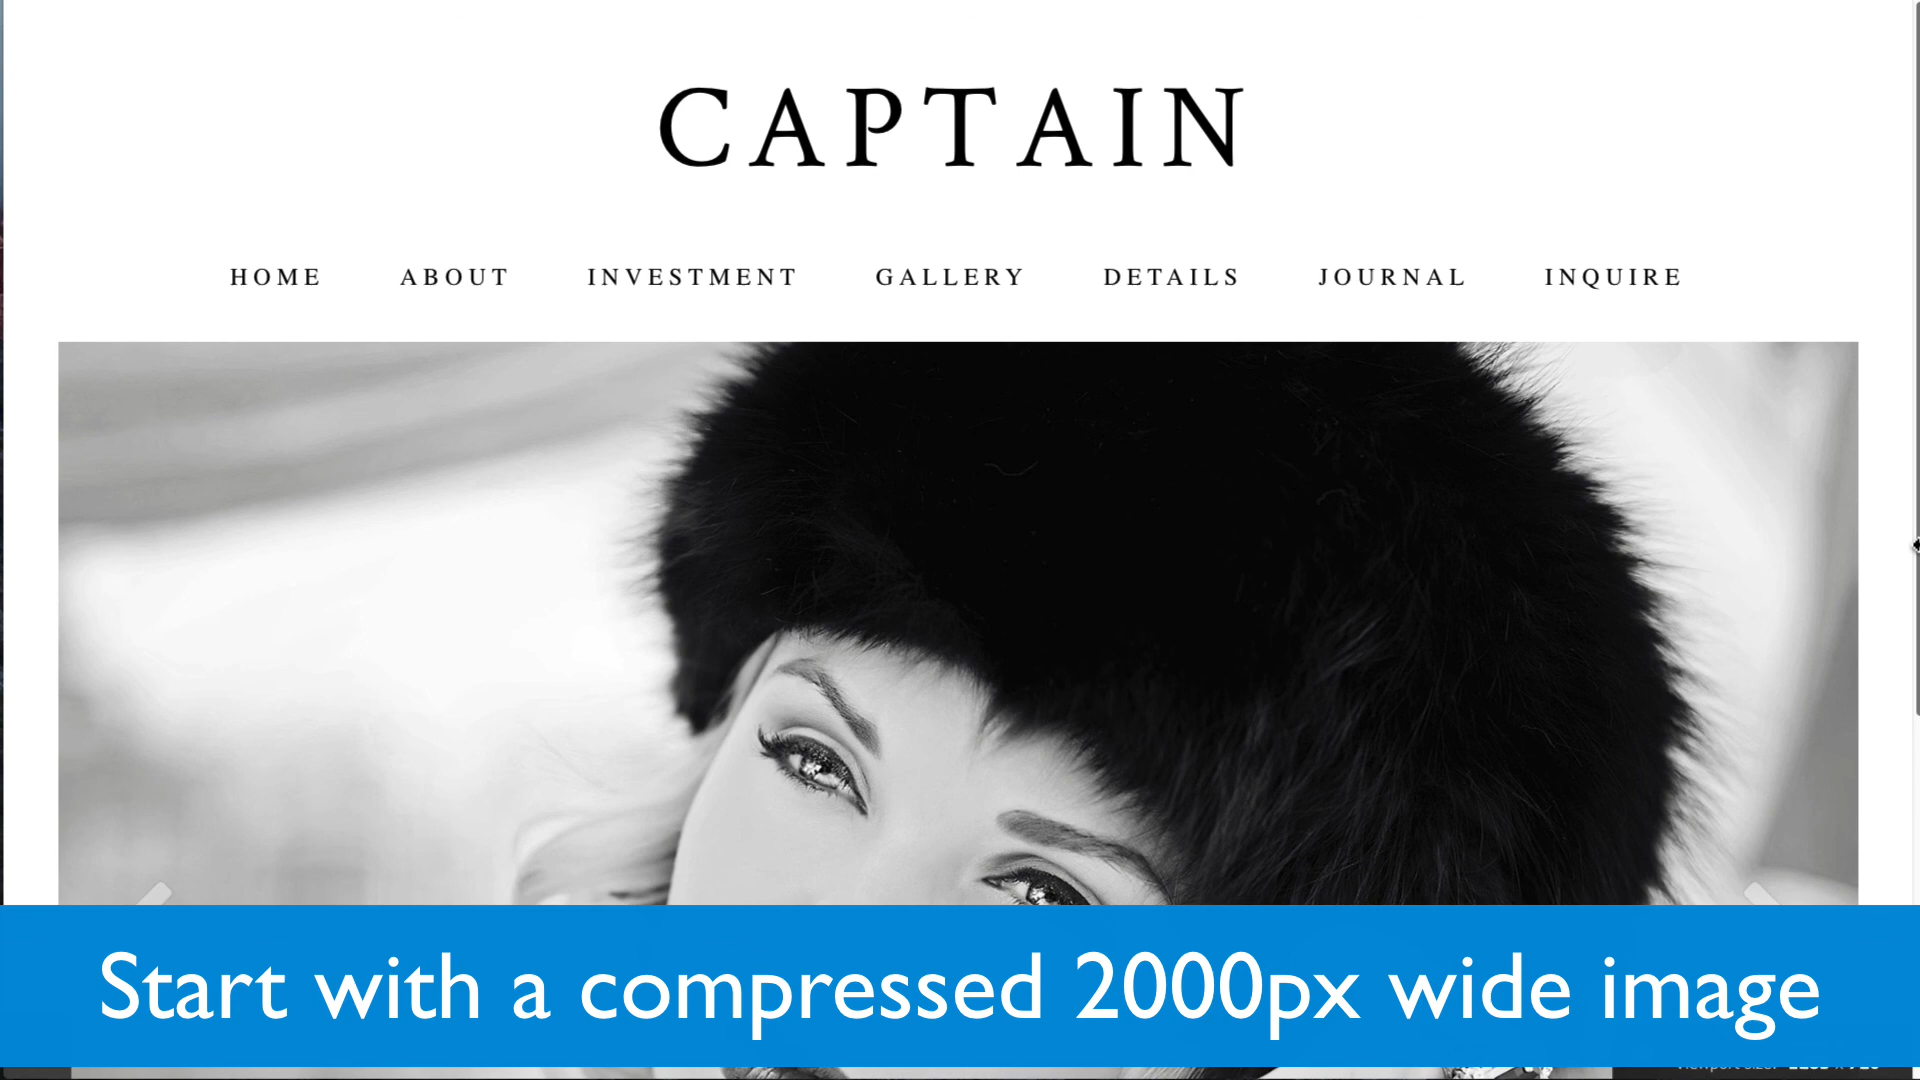 CAPTAIN
HOME ABOUT INVESTMENT GALLERY DETAILS JOURNAL INQUIRE
Start with a compressed 2000px wide image